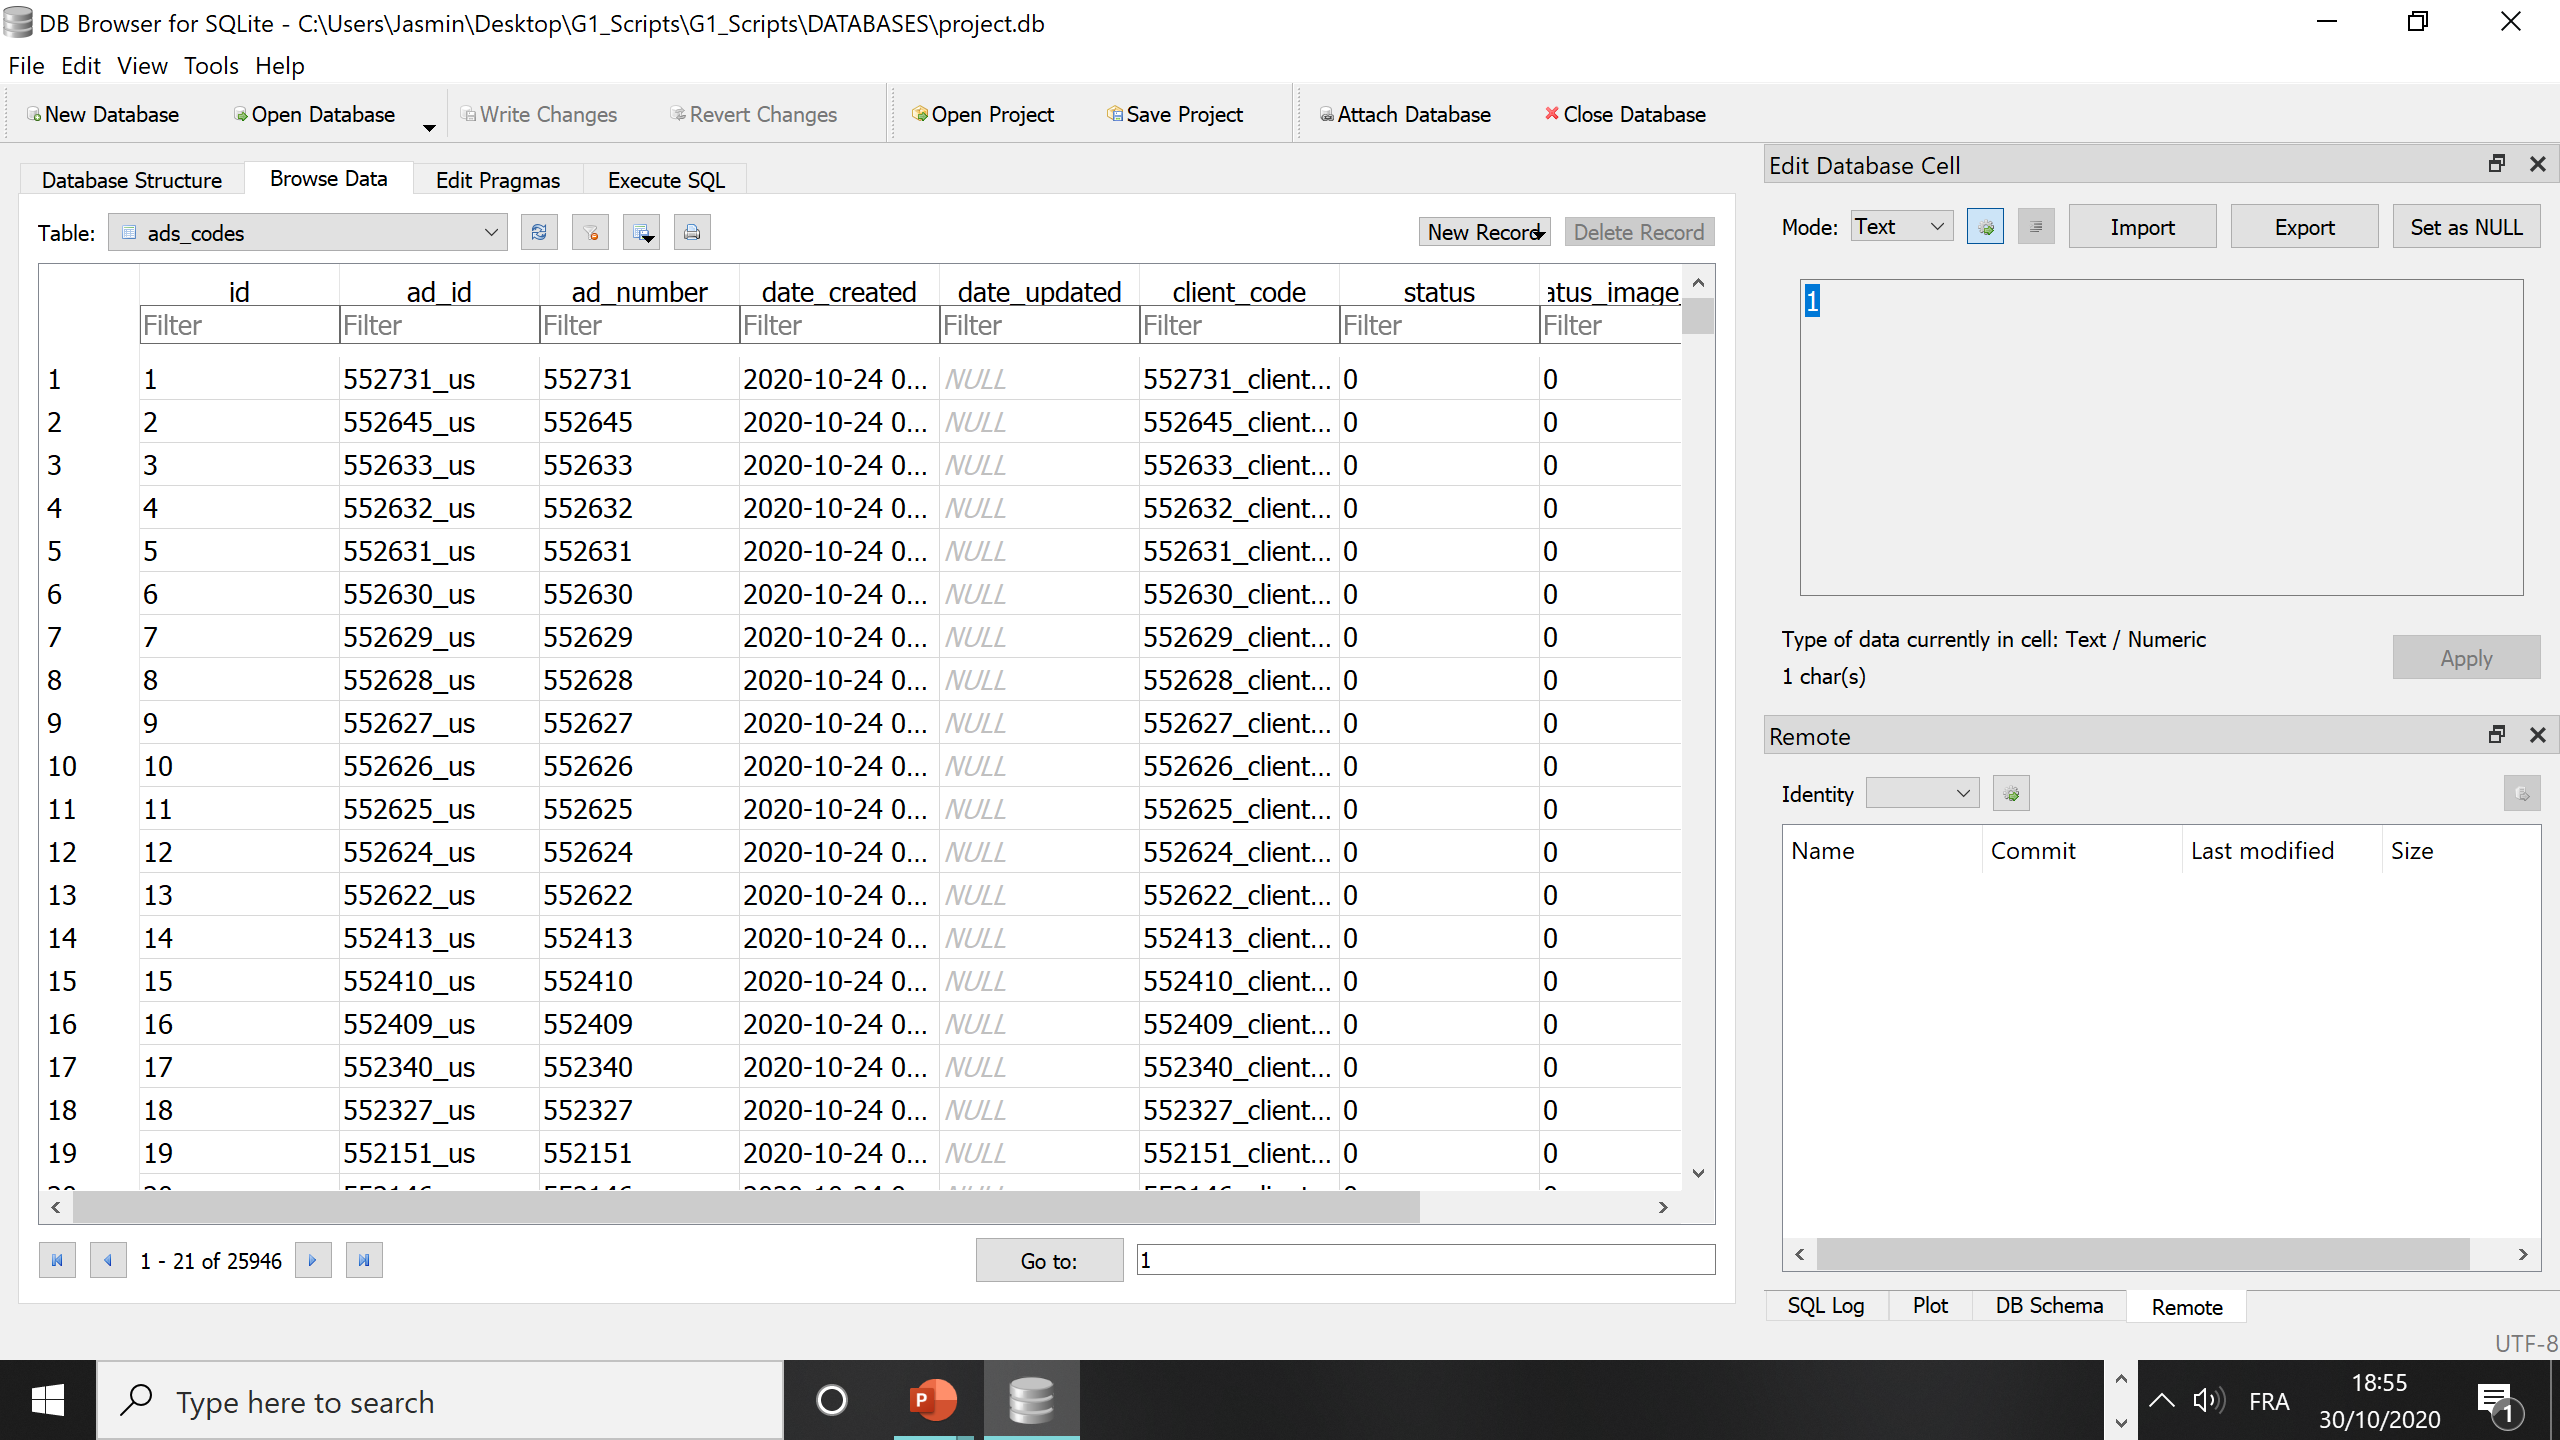 DB Browser for SQLite - C:\Users\Jasmin\Desktop\G1_Scripts\G1_Scripts\DATABASES\project.db
File Edit View Tools Help
New Database Open Database Write Changes Revert Changes Open Project Save Project Attach Database Close Database
Database Structure Browse Data Edit Pragmas Execute SQL
Table: ads_codes New Record Delete Record
id ad_id ad_number date_created date_updated client_code status atus_image_
Filter Filter Filter Filter Filter Filter Filter Filter
1 1 552731_us 552731 2020-10-24 0... NULL 552731_client... 0 0
2 2 552645_us 552645 2020-10-24 0... NULL 552645_client... 0 0
3 3 552633_us 552633 2020-10-24 0... NULL 552633_client... 0 0
4 4 552632_us 552632 2020-10-24 0... NULL 552632_client... 0 0
5 5 552631_us 552631 2020-10-24 0... NULL 552631_client... 0 0
6 6 552630_us 552630 2020-10-24 0... NULL 552630_client... 0 0
7 7 552629_us 552629 2020-10-24 0... NULL 552629_client... 0 0
8 8 552628_us 552628 2020-10-24 0... NULL 552628_client... 0 0
9 9 552627_us 552627 2020-10-24 0... NULL 552627_client... 0 0
10 10 552626_us 552626 2020-10-24 0... NULL 552626_client... 0 0
11 11 552625_us 552625 2020-10-24 0... NULL 552625_client... 0 0
12 12 552624_us 552624 2020-10-24 0... NULL 552624_client... 0 0
13 13 552622_us 552622 2020-10-24 0... NULL 552622_client... 0 0
14 14 552413_us 552413 2020-10-24 0... NULL 552413_client... 0 0
15 15 552410_us 552410 2020-10-24 0... NULL 552410_client... 0 0
16 16 552409_us 552409 2020-10-24 0... NULL 552409_client... 0 0
17 17 552340_us 552340 2020-10-24 0... NULL 552340_client... 0 0
18 18 552327_us 552327 2020-10-24 0... NULL 552327_client... 0 0
19 19 552151_us 552151 2020-10-24 0... NULL 552151_client... 0 0
1 - 21 of 25946 Go to: 1
Edit Database Cell
Mode: Text Import Export Set as NULL
1
Type of data currently in cell: Text / Numeric
1 char(s)
Apply
Remote
Identity
Name Commit Last modified Size
SQL Log Plot DB Schema Remote
UTF-8
Type here to search
P
FRA
18:55
30/10/2020
1